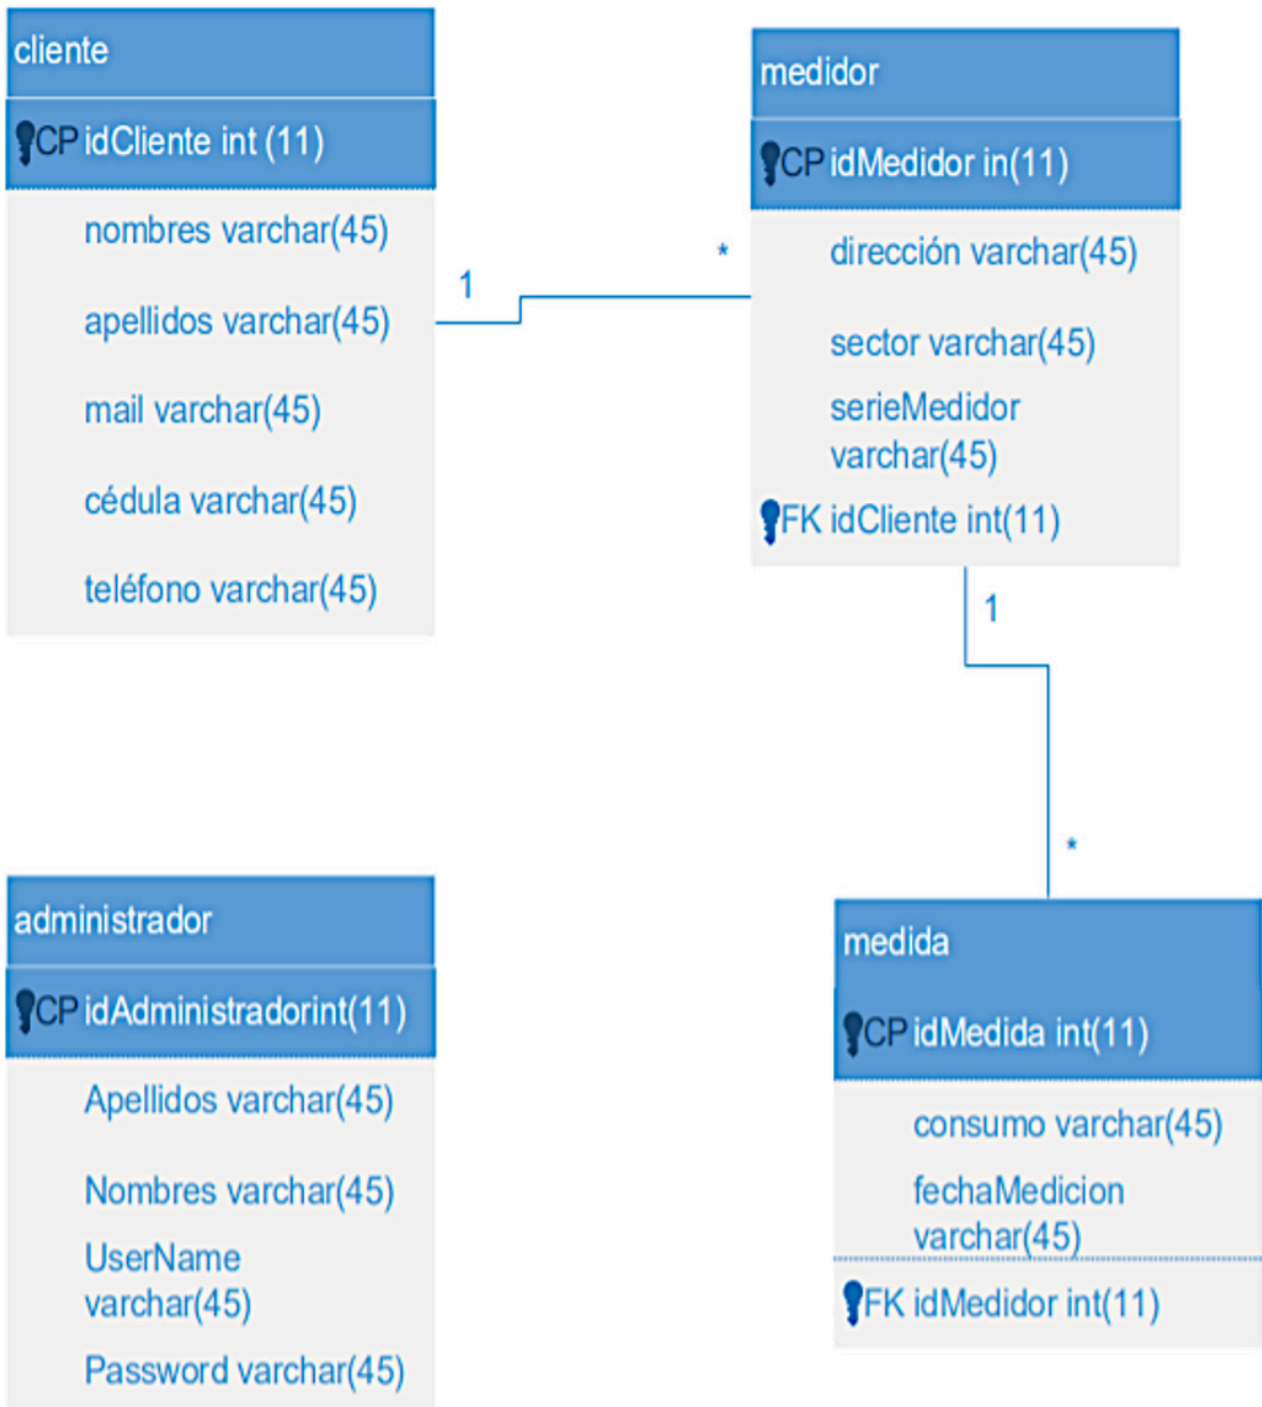 cliente
CP idCliente int (11)
nombres varchar(45)
apellidos varchar(45)
mail varchar(45)
cédula varchar(45)
teléfono varchar(45)
1
*
medidor
CP idMedidor in(11)
dirección varchar(45)
sector varchar(45)
serieMedidor
varchar(45)
FK idCliente int(11)
1
*
administrador
CP idAdministradorint(11)
Apellidos varchar(45)
Nombres varchar(45)
UserName
varchar(45)
Password varchar(45)
medida
CP idMedida int(11)
consumo varchar(45)
fechaMedicion
varchar(45)
FK idMedidor int(11)